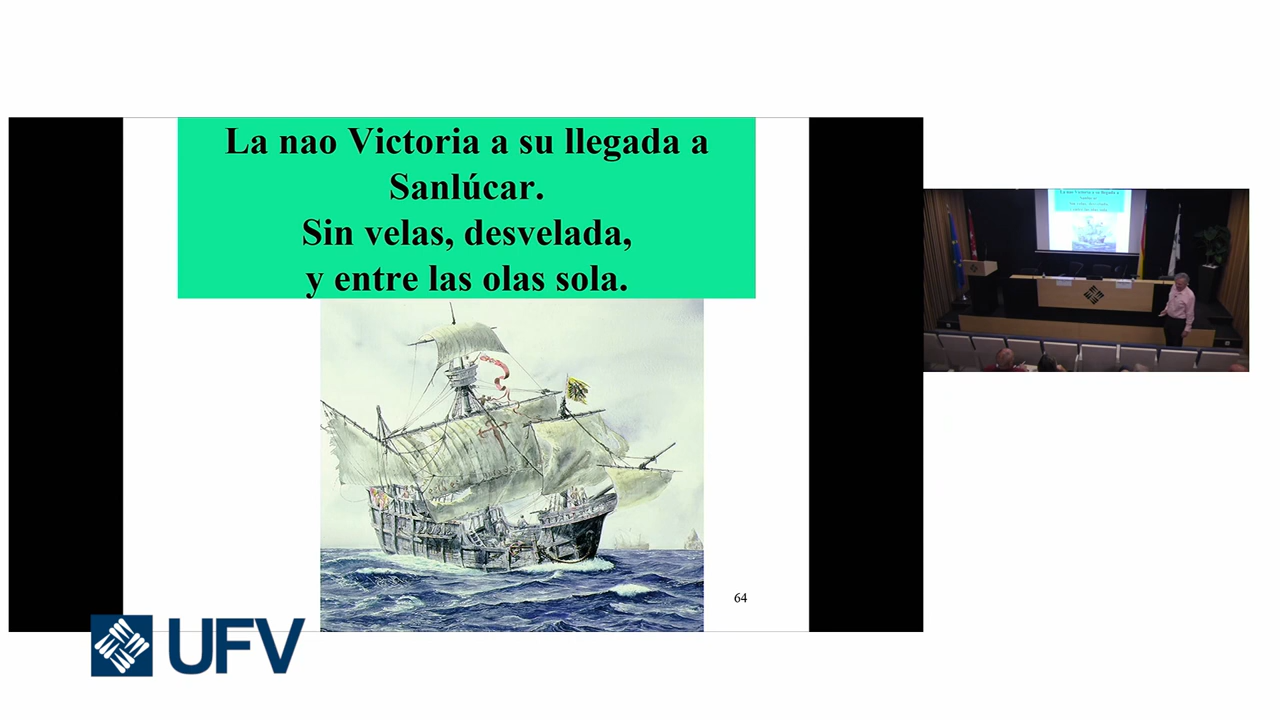 La nao Victoria a su llegada a
Sanlúcar.
Sin velas, desvelada,
y entre las olas sola.
64
UFV